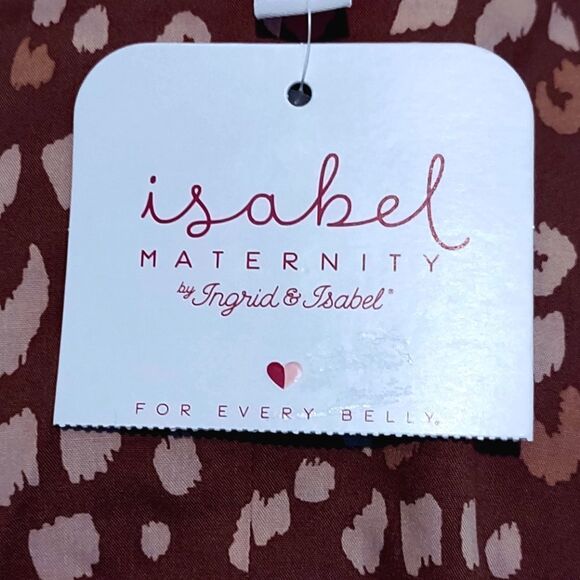 isabel
MATERNITY
by Ingrid & Isabel®
FOR EVERY BELLY®